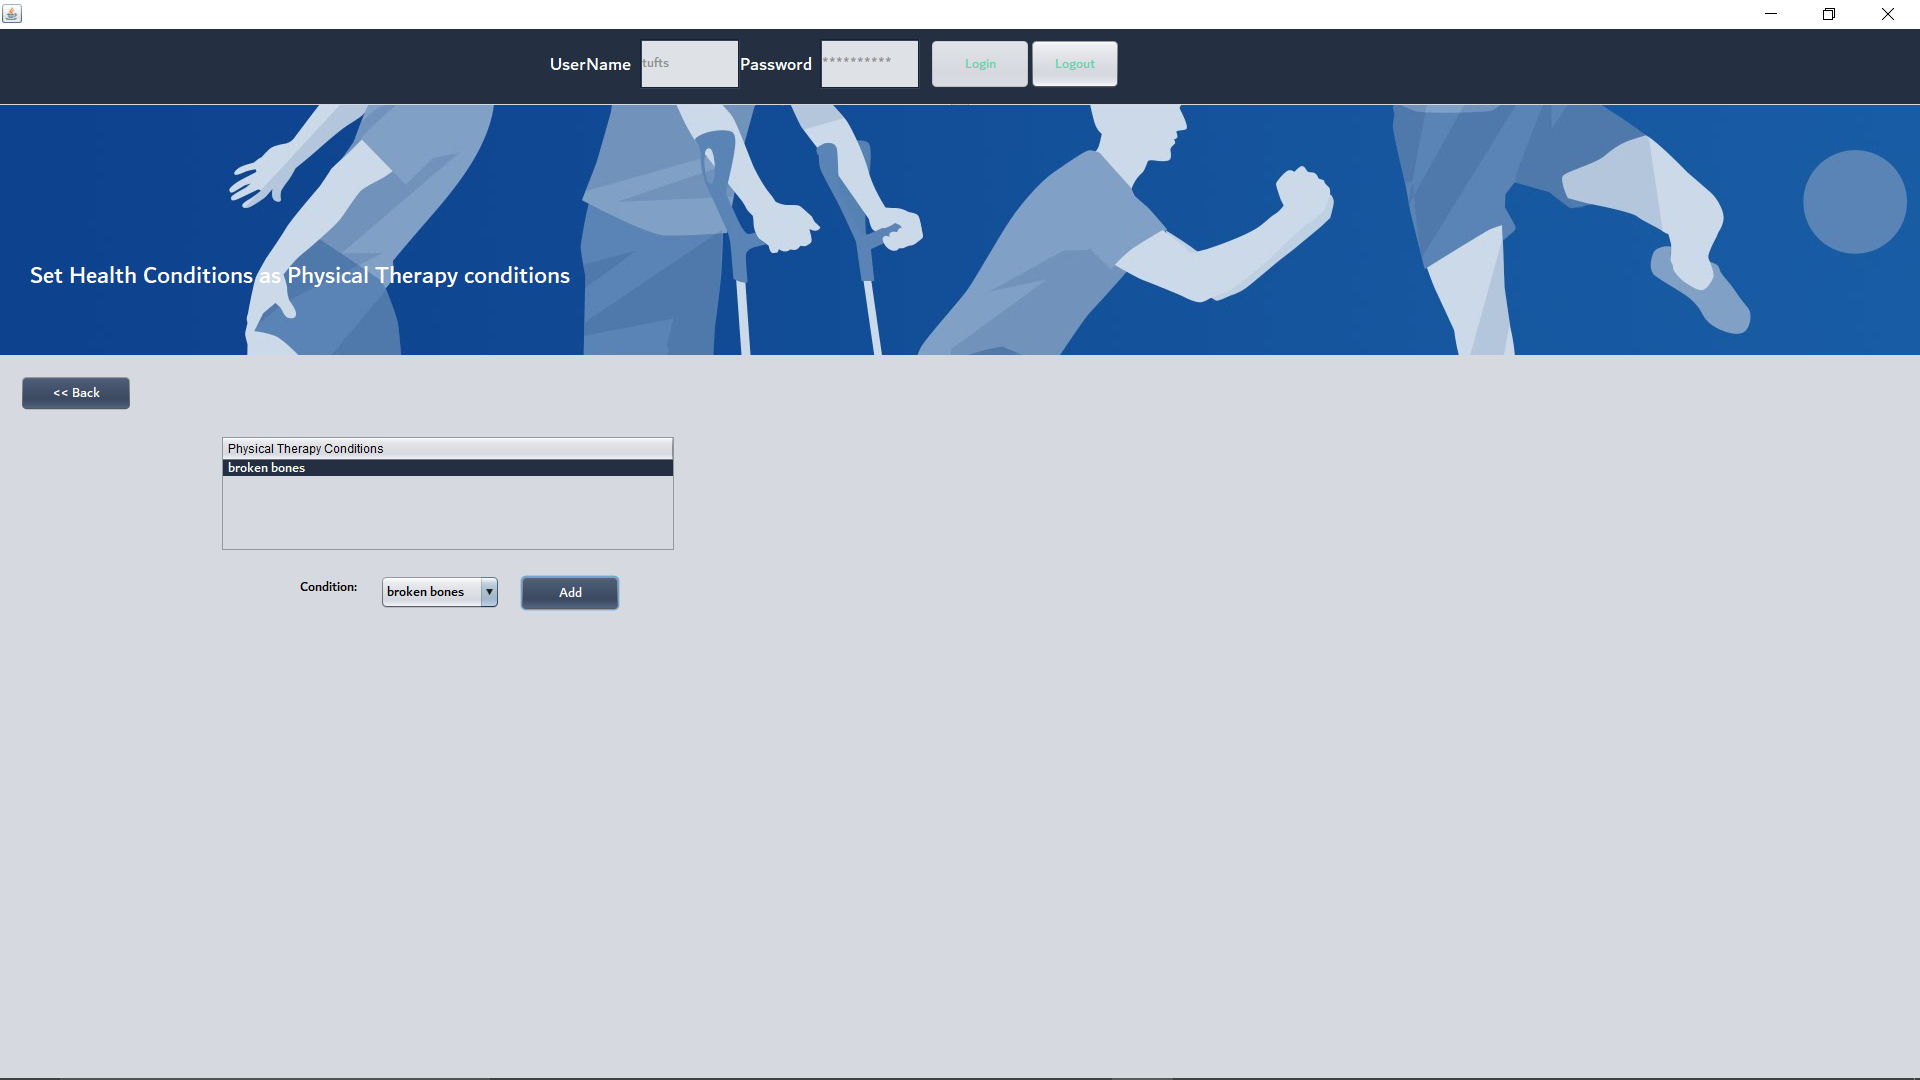 UserName tufts Password ********** Login Logout
Set Health Conditions as Physical Therapy conditions
<< Back
Physical Therapy Conditions
broken bones
Condition: broken bones Add